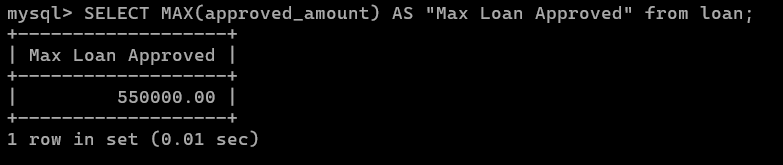 mysql> SELECT MAX(approved_amount) AS "Max Loan Approved" from loan;
+-------------------+
| Max Loan Approved |
+-------------------+
|         550000.00 |
+-------------------+
1 row in set (0.01 sec)